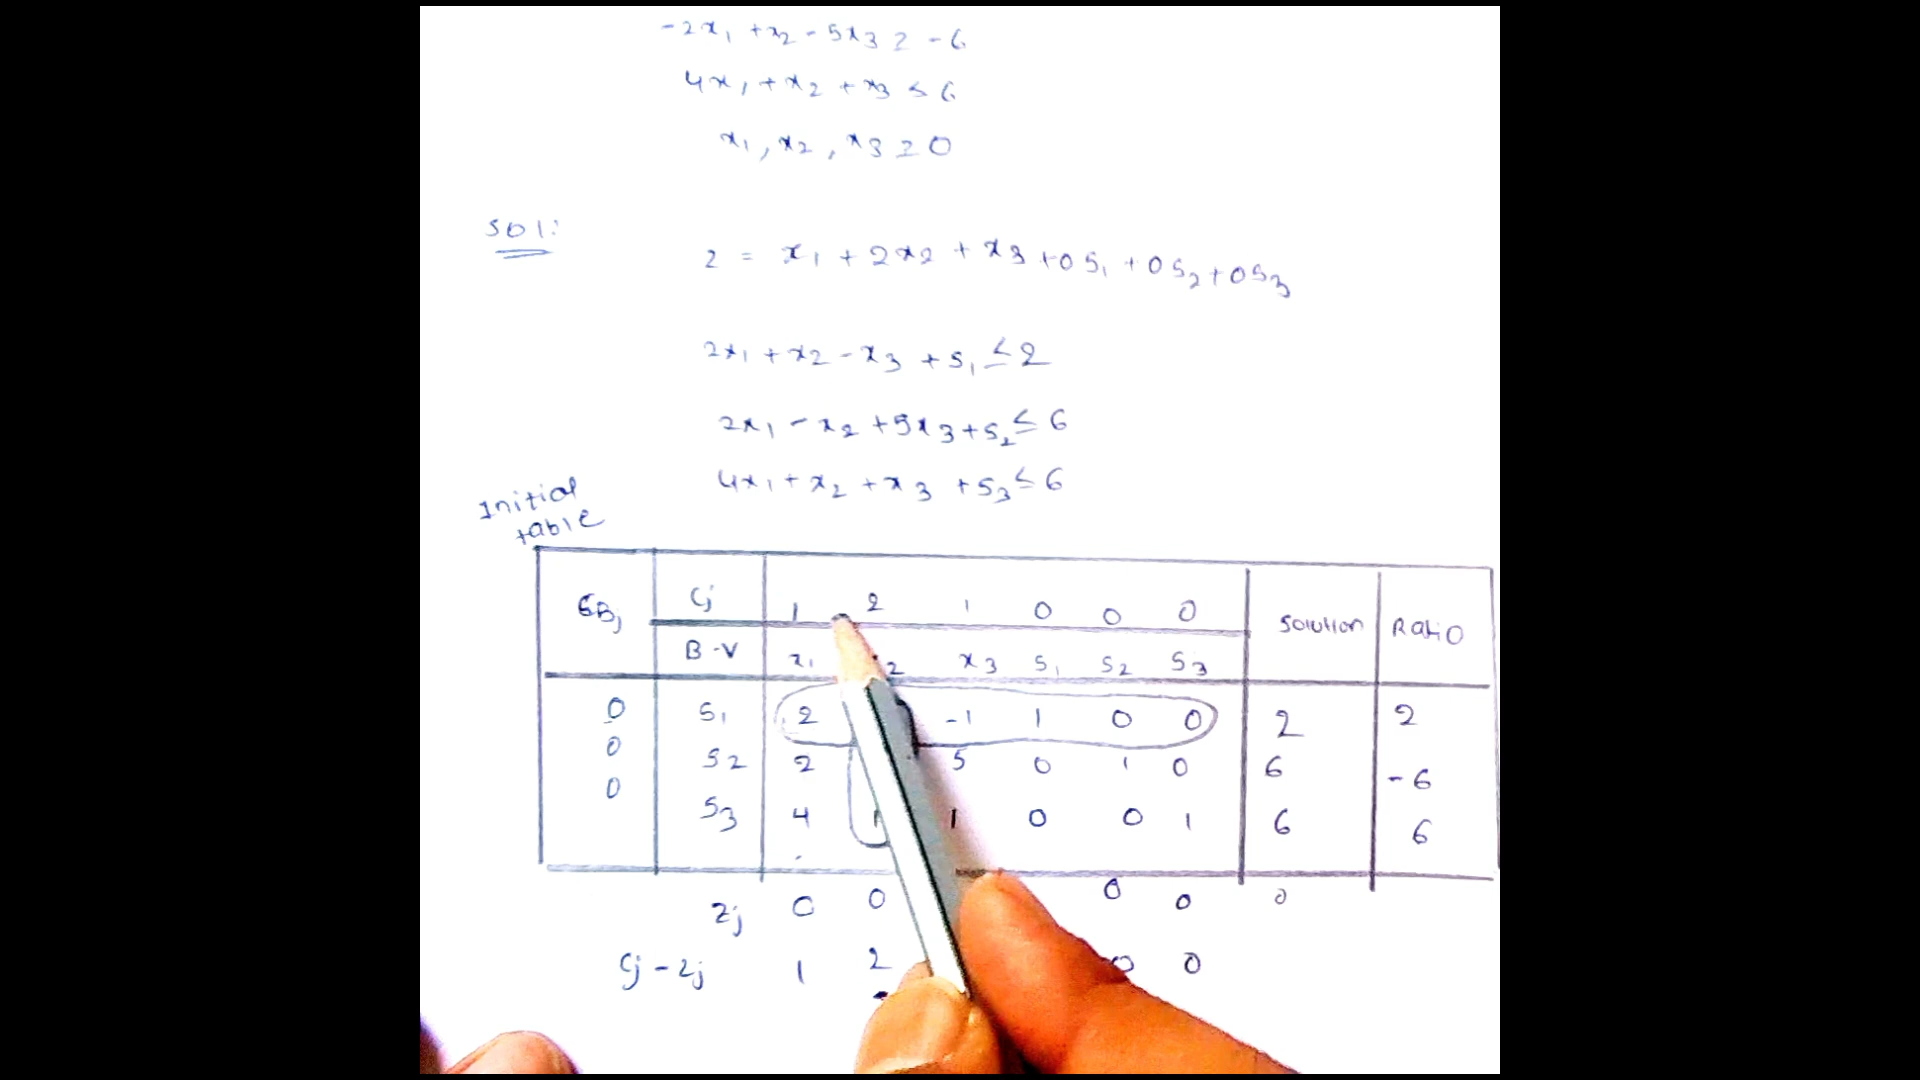 -2x1 + x2 - 5x3 ≥ -6
4x1 + x2 + x3 ≤ 6
x1, x2, x3 ≥ 0
Sol:
Z = x1 + 2x2 + x3 + 0S1 + 0S2 + 0S3
2x1 + x2 - x3 + S1 ≤ 2
2x1 - x2 + 5x3 + S2 ≤ 6
4x1 + x2 + x3 + S3 ≤ 6
Initial
table
CBj Cj 1 2 1 0 0 0 Solution Ratio
B-V x1 2 x3 S1 S2 S3
0 S1 2 -1 1 0 0 2 2
0 S2 2 5 0 1 0 6 -6
0 S3 4 1 1 0 0 1 6 6
Zj 0 0 0 0 0
Cj - Zj 1 2 0 0